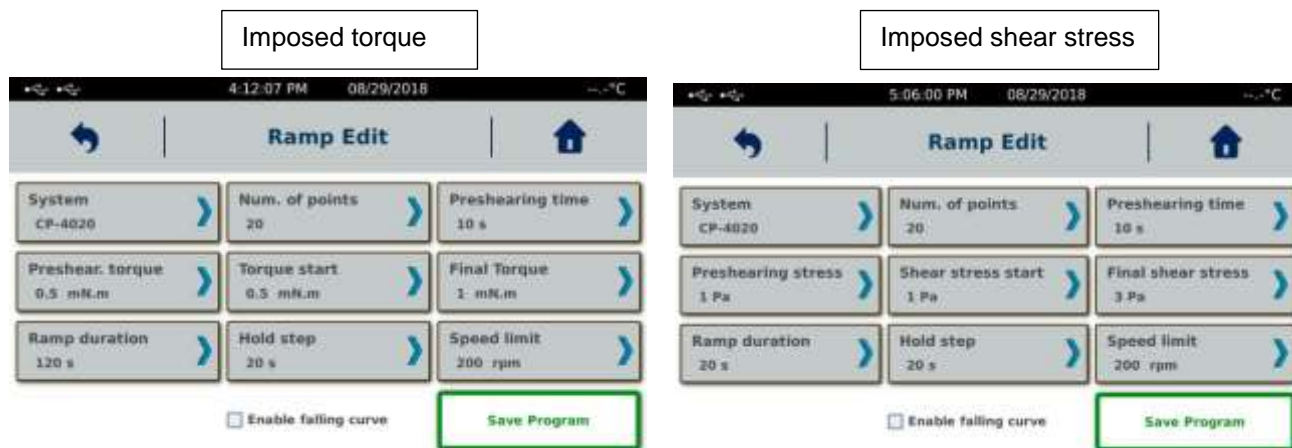 Imposed torque
Imposed shear stress
4:12:07 PM 08/29/2018 --.-°C
Ramp Edit
System
CP-4020
Num. of points
20
Preshearing time
10 s
Preshear. torque
0.5 mN.m
Torque start
0.5 mN.m
Final Torque
1 mN.m
Ramp duration
120 s
Hold step
20 s
Speed limit
200 rpm
Enable falling curve
Save Program
5:06:00 PM 08/29/2018 --.-°C
Ramp Edit
System
CP-4020
Num. of points
20
Preshearing time
10 s
Preshearing stress
1 Pa
Shear stress start
1 Pa
Final shear stress
3 Pa
Ramp duration
20 s
Hold step
20 s
Speed limit
200 rpm
Enable falling curve
Save Program